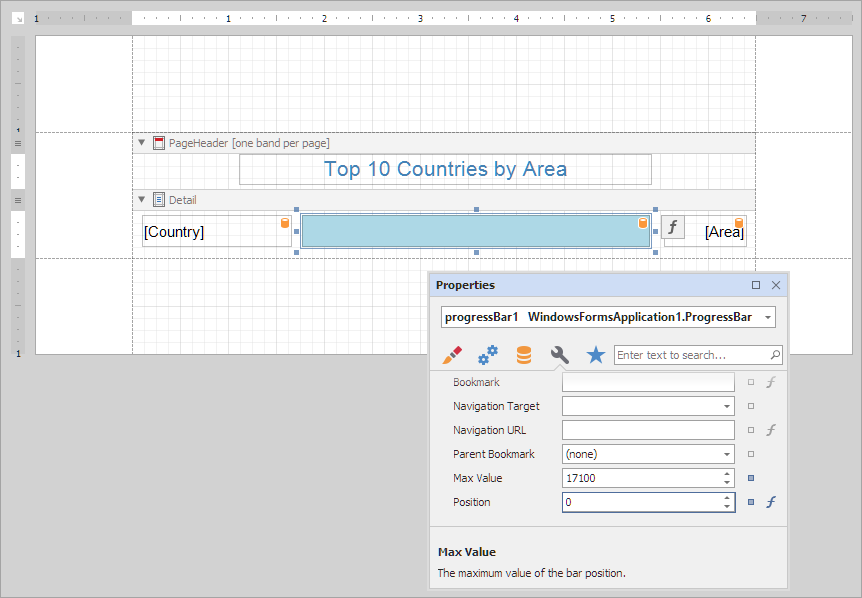 1 1 2 3 4 5 6 7
1
PageHeader [one band per page]
Top 10 Countries by Area
Detail
[Country]
f
[Area]
1
Properties
progressBar1 WindowsFormsApplication1.ProgressBar
Enter text to search...
Bookmark
f
Navigation Target
Navigation URL
f
Parent Bookmark (none)
Max Value 17100
Position 0
f
Max Value
The maximum value of the bar position.